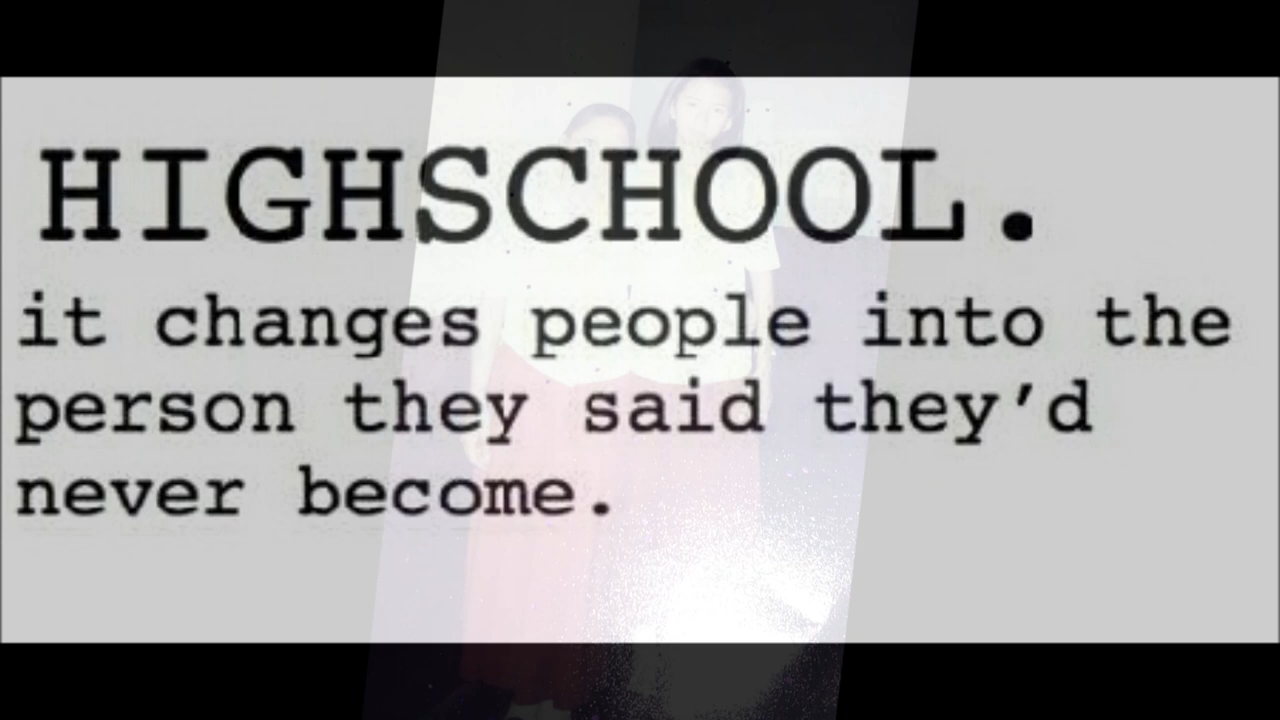 HIGHSCHOOL.
it changes people into the
person they said they'd
never become.